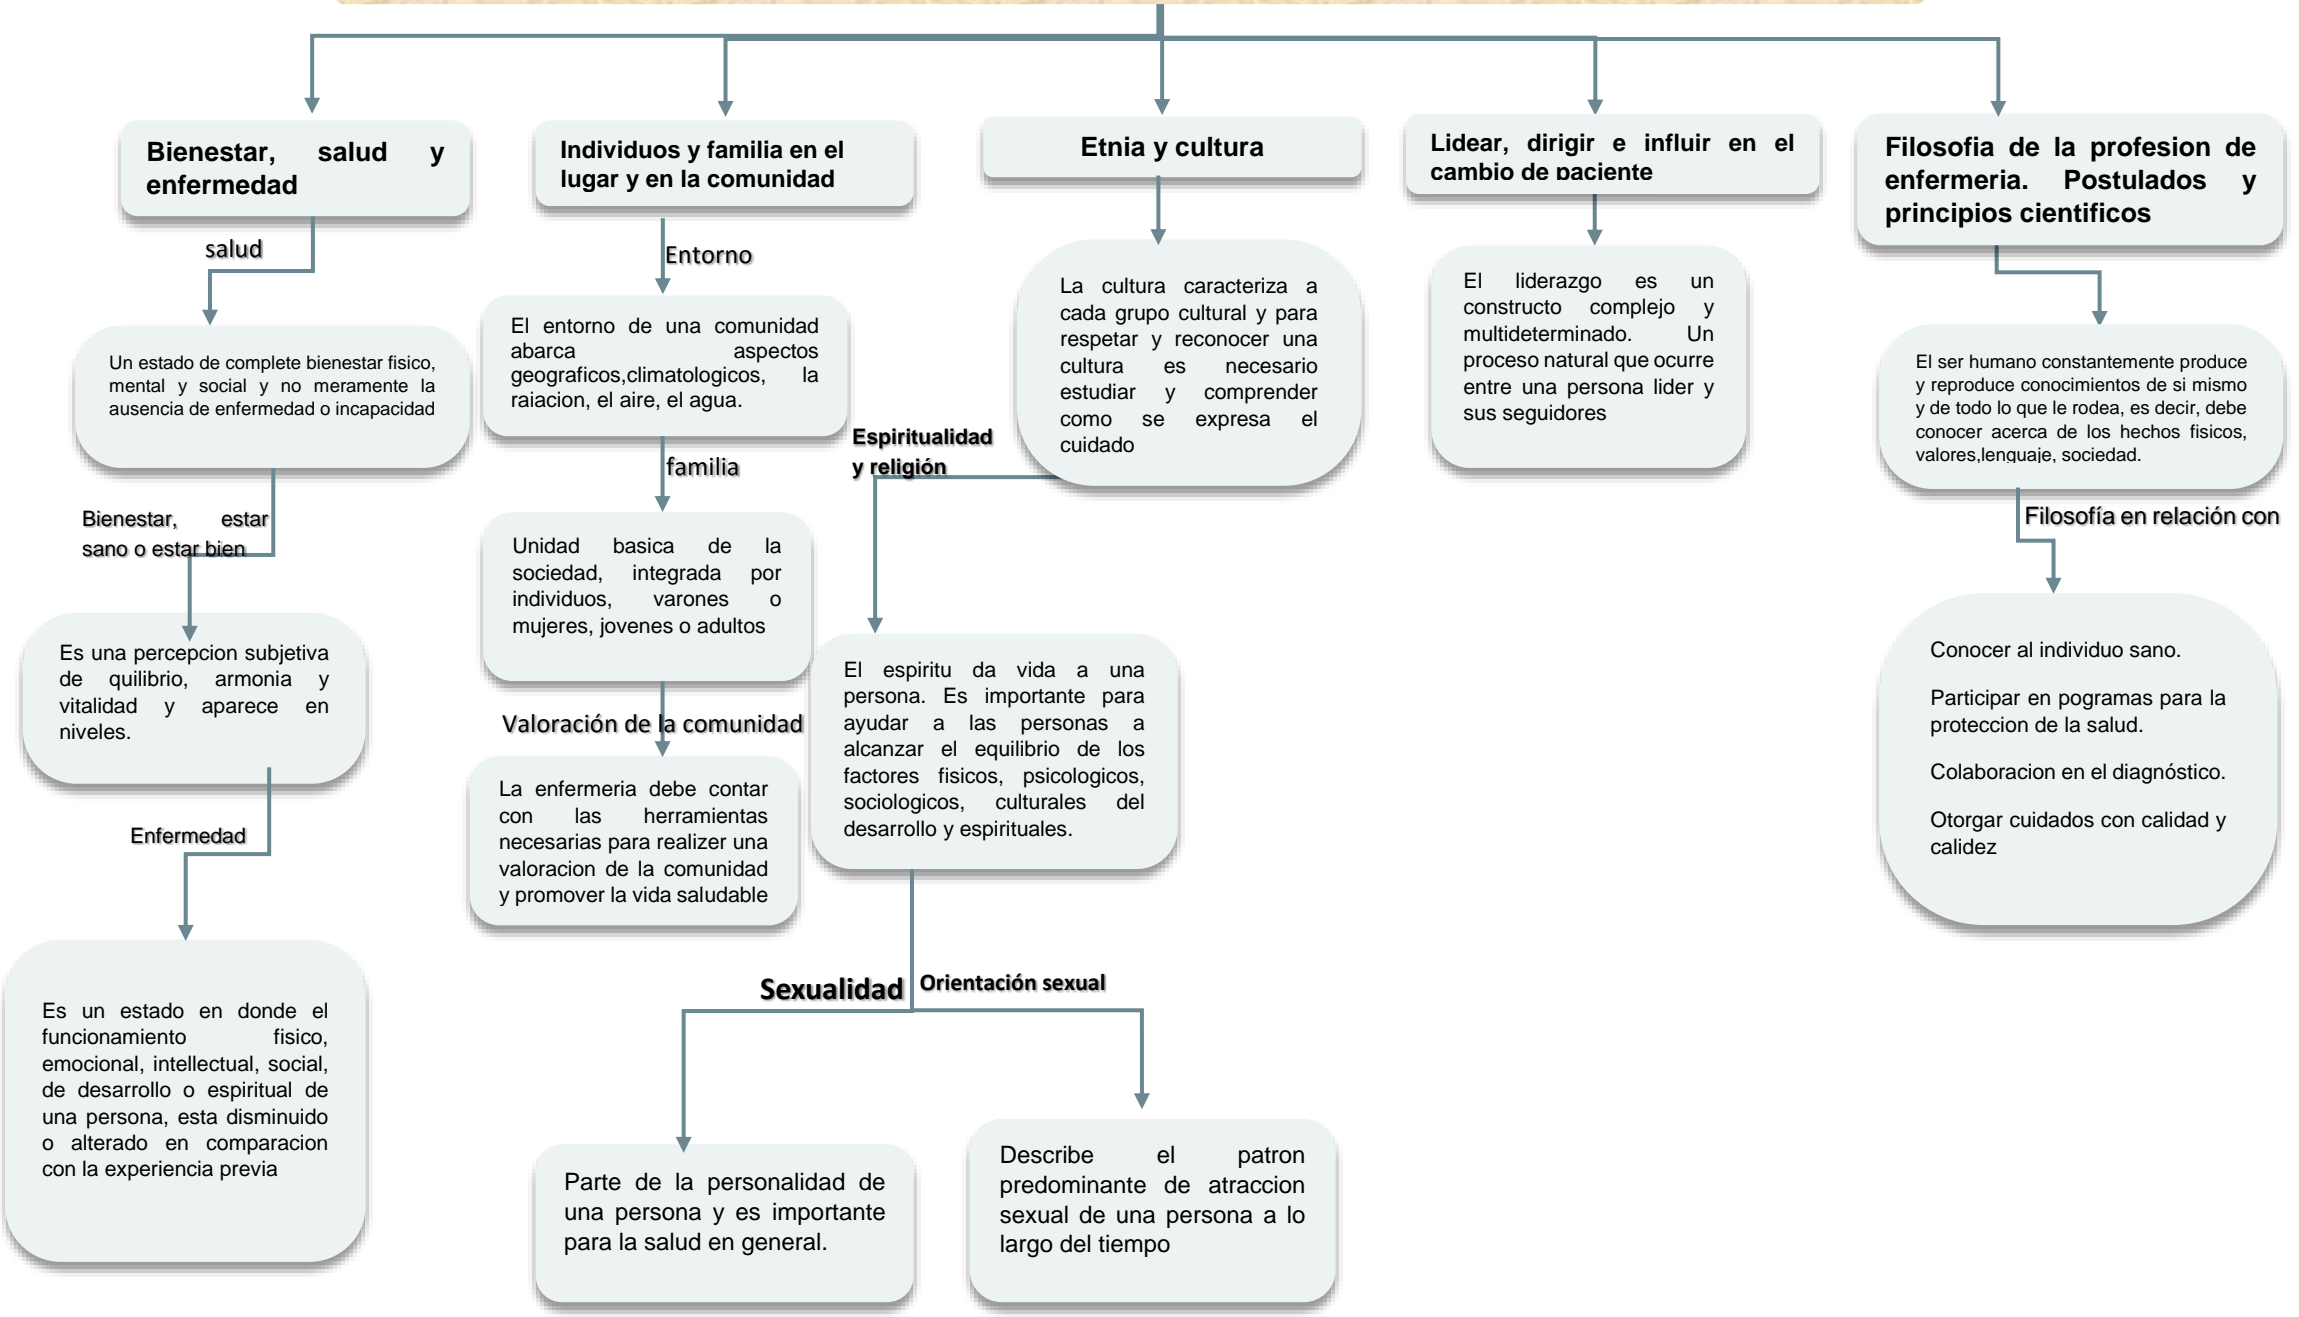 Bienestar, salud y
enfermedad
salud
Un estado de complete bienestar fisico,
mental y social y no meramente la
ausencia de enfermedad o incapacidad
Bienestar, estar
sano o estar bien
Es una percepcion subjetiva
de quilibrio, armonia y
vitalidad y aparece en
niveles.
Enfermedad
Es un estado en donde el
funcionamiento fisico,
emocional, intellectual, social,
de desarrollo o espiritual de
una persona, esta disminuido
o alterado en comparacion
con la experiencia previa
Individuos y familia en el
lugar y en la comunidad
Entorno
El entorno de una comunidad
abarca aspectos
geograficos,climatologicos, la
raiacion, el aire, el agua.
familia
Unidad basica de la
sociedad, integrada por
individuos, varones o
mujeres, jovenes o adultos
Valoración de la comunidad
La enfermeria debe contar
con las herramientas
necesarias para realizer una
valoracion de la comunidad
y promover la vida saludable
Etnia y cultura
La cultura caracteriza a
cada grupo cultural y para
respetar y reconocer una
cultura es necesario
estudiar y comprender
como se expresa el
cuidado
Espiritualidad
y religión
El espiritu da vida a una
persona. Es importante para
ayudar a las personas a
alcanzar el equilibrio de los
factores fisicos, psicologicos,
sociologicos, culturales del
desarrollo y espirituales.
Sexualidad
Parte de la personalidad de
una persona y es importante
para la salud en general.
Orientación sexual
Describe el patron
predominante de atraccion
sexual de una persona a lo
largo del tiempo
Lidear, dirigir e influir en el
cambio de paciente
El liderazgo es un
constructo complejo y
multideterminado. Un
proceso natural que ocurre
entre una persona lider y
sus seguidores
Filosofia de la profesion de
enfermeria. Postulados y
principios cientificos
El ser humano constantemente produce
y reproduce conocimientos de si mismo
y de todo lo que le rodea, es decir, debe
conocer acerca de los hechos fisicos,
valores,lenguaje, sociedad.
Filosofía en relación con
Conocer al individuo sano.
Participar en pogramas para la
proteccion de la salud.
Colaboracion en el diagnóstico.
Otorgar cuidados con calidad y
calidez